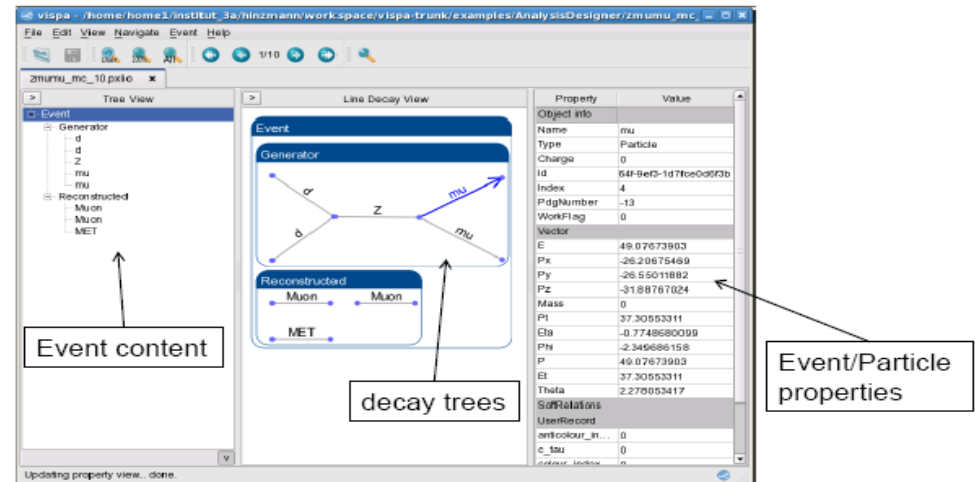 vispa - /home/home1/institut_3a/hinzmann/workspace/vispa-trunk/examples/AnalysisDesigner/zmumu_mc_
File Edit View Navigate Event Help
1/10
zmumu_mc_10.pxlio x
> Tree View
Event
Generator
d
d
Z
mu
mu
Reconstructed
Muon
Muon
MET
Event content
> Line Decay View
Event
Generator
d
d
Z
mu
mu
Reconstructed
Muon Muon
MET
decay trees
Property Value
Object info
Name mu
Type Particle
Charge 0
Id 64f-9ef3-1d7fce0d6f3b
Index 4
PdgNumber -13
WorkFlag 0
Vector
E 49.07673903
Px -26.20675469
Py -26.55011882
Pz -31.88767024
Mass 0
Pt 37.30553311
Eta -0.7748680099
Phi -2.349686158
P 49.07673903
Et 37.30553311
Theta 2.278053417
SoftRelations
UserRecord
anticolour_in... 0
c_tau 0
colour_index 0
Event/Particle
properties
Updating property view... done.